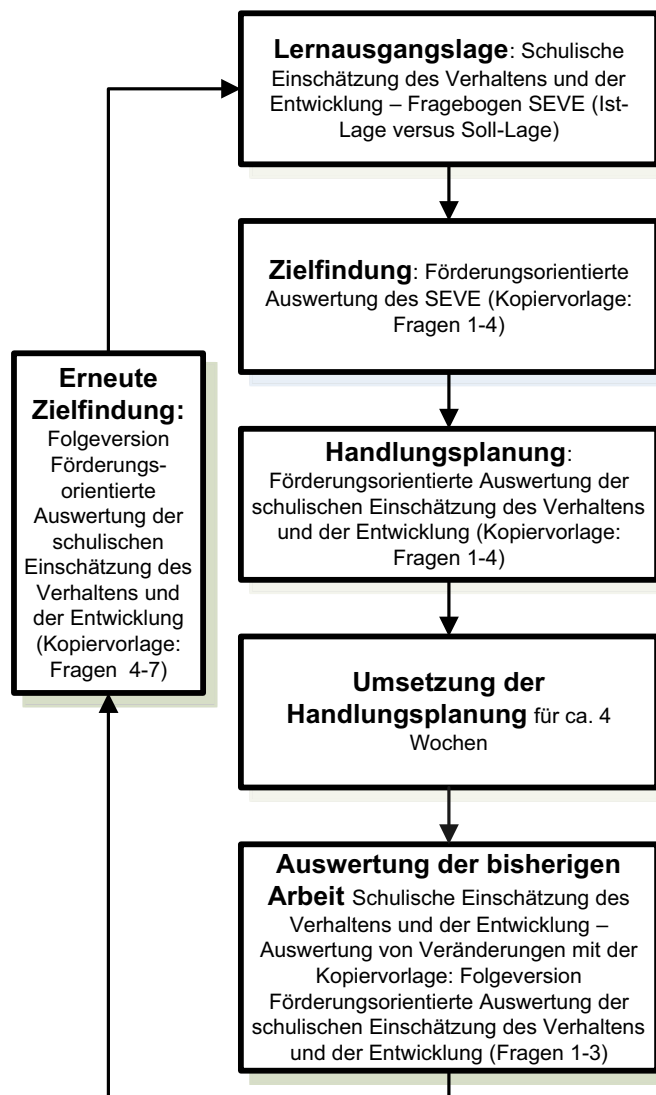 Lernausgangslage: Schulische
Einschätzung des Verhaltens und der
Entwicklung – Fragebogen SEVE (Ist-
Lage versus Soll-Lage)
Zielfindung: Förderungsorientierte
Auswertung des SEVE (Kopiervorlage:
Fragen 1-4)
Handlungsplanung:
Förderungsorientierte Auswertung der
schulischen Einschätzung des Verhaltens
und der Entwicklung (Kopiervorlage:
Fragen 1-4)
Umsetzung der
Handlungsplanung für ca. 4
Wochen
Auswertung der bisherigen
Arbeit Schulische Einschätzung des
Verhaltens und der Entwicklung –
Auswertung von Veränderungen mit der
Kopiervorlage: Folgeversion
Förderungsorientierte Auswertung der
schulischen Einschätzung des Verhaltens
und der Entwicklung (Fragen 1-3)
Erneute
Zielfindung:
Folgeversion
Förderungs-
orientierte
Auswertung der
schulischen
Einschätzung des
Verhaltens und
der Entwicklung
(Kopiervorlage:
Fragen 4-7)